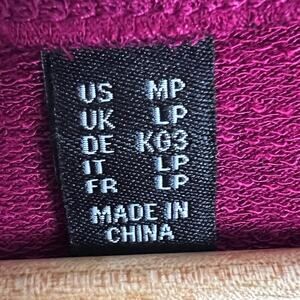 US MP
UK LP
DE KG3
IT LP
FR LP
MADE IN
CHINA